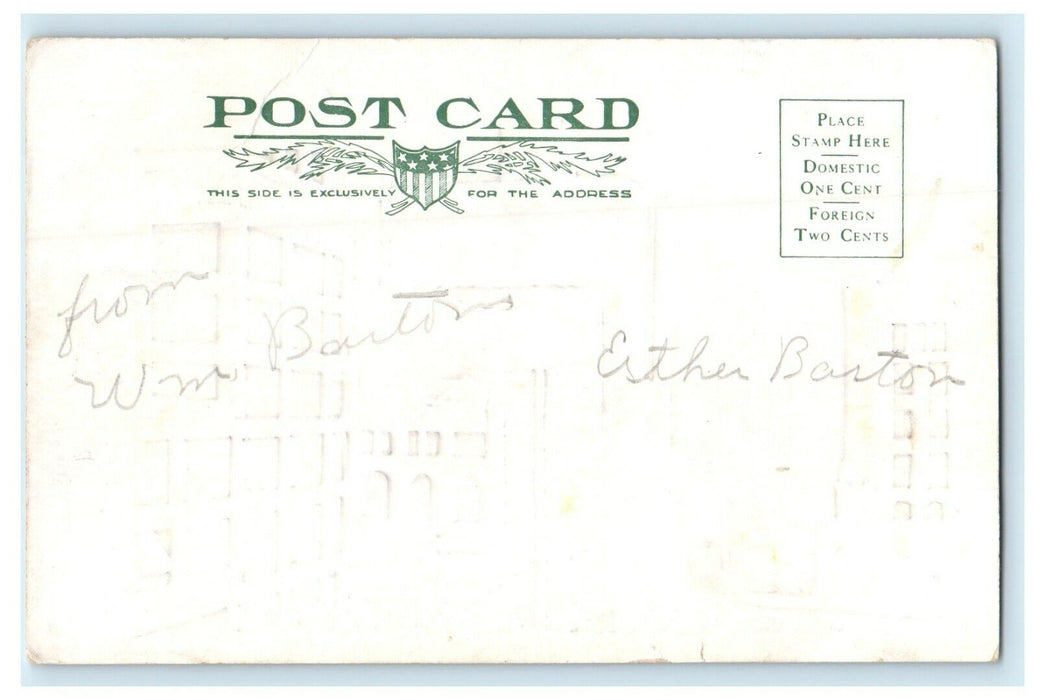 POST CARD
THIS SIDE IS EXCLUSIVELY FOR THE ADDRESS
PLACE
STAMP HERE
DOMESTIC
ONE CENT
FOREIGN
TWO CENTS
from
Wm Bartons
Esther Barton